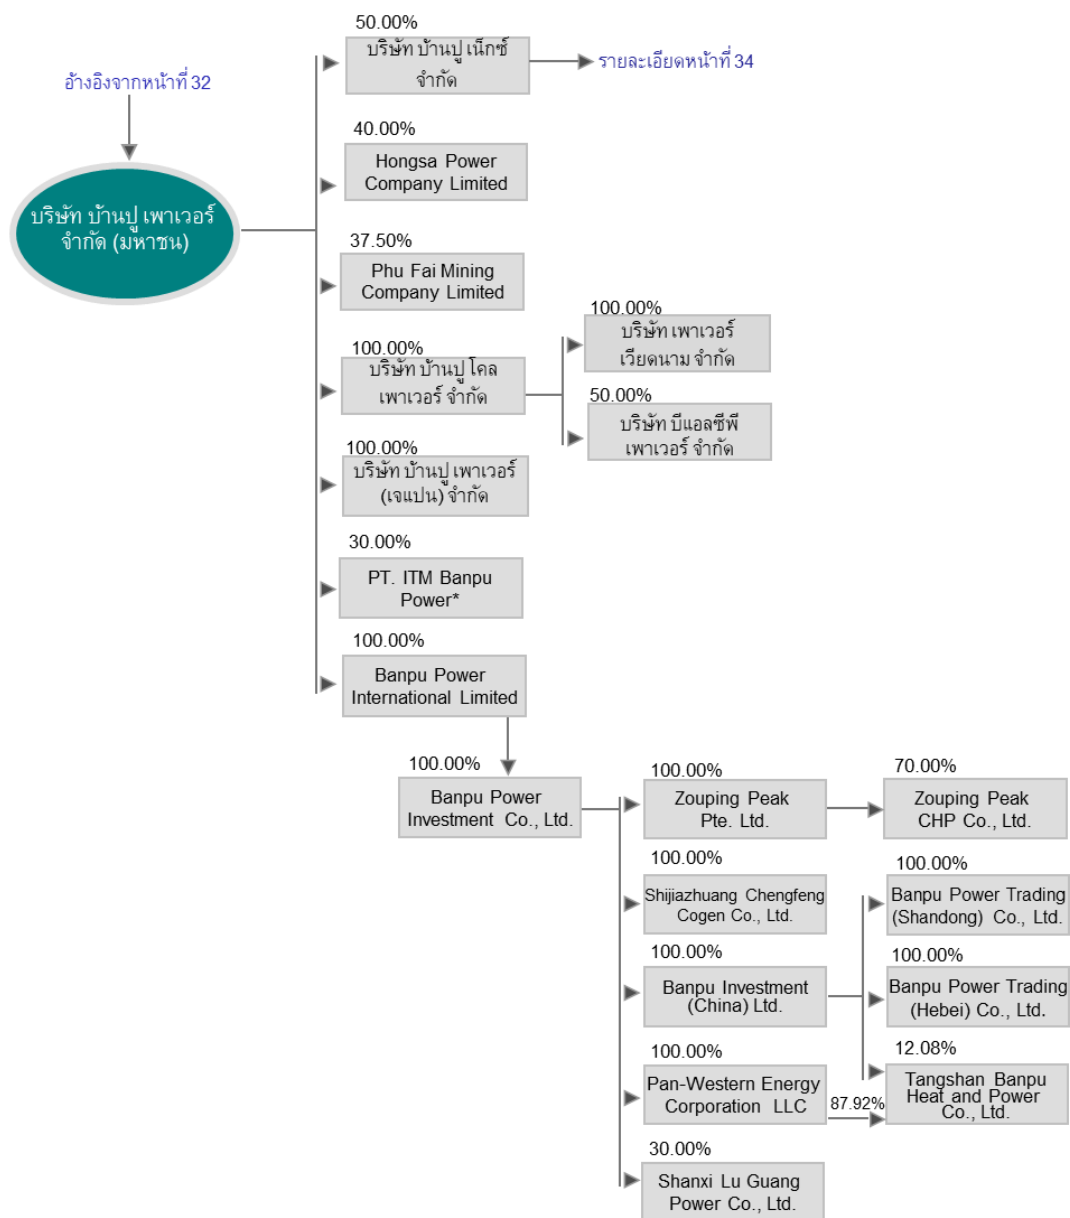 อ้างอิงจากหน้าที่ 32
บริษัท บ้านปู เพาเวอร์
จำกัด (มหาชน)
50.00%
บริษัท บ้านปู เน็กซ์
จำกัด
รายละเอียดหน้าที่ 34
40.00%
Hongsa Power
Company Limited
37.50%
Phu Fai Mining
Company Limited
100.00%
บริษัท บ้านปู โคล
เพาเวอร์ จำกัด
100.00%
บริษัท เพาเวอร์
เวียดนาม จำกัด
50.00%
บริษัท บีแอลซีพี
เพาเวอร์ จำกัด
100.00%
บริษัท บ้านปู เพาเวอร์
(เจแปน) จำกัด
30.00%
PT. ITM Banpu
Power*
100.00%
Banpu Power
International Limited
100.00%
Banpu Power
Investment Co., Ltd.
100.00%
Zouping Peak
Pte. Ltd.
70.00%
Zouping Peak
CHP Co., Ltd.
100.00%
Shijiazhuang Chengfeng
Cogen Co., Ltd.
100.00%
Banpu Investment
(China) Ltd.
100.00%
Banpu Power Trading
(Shandong) Co., Ltd.
100.00%
Banpu Power Trading
(Hebei) Co., Ltd.
12.08%
Tangshan Banpu
Heat and Power
Co., Ltd.
100.00%
Pan-Western Energy
Corporation LLC
87.92%
30.00%
Shanxi Lu Guang
Power Co., Ltd.